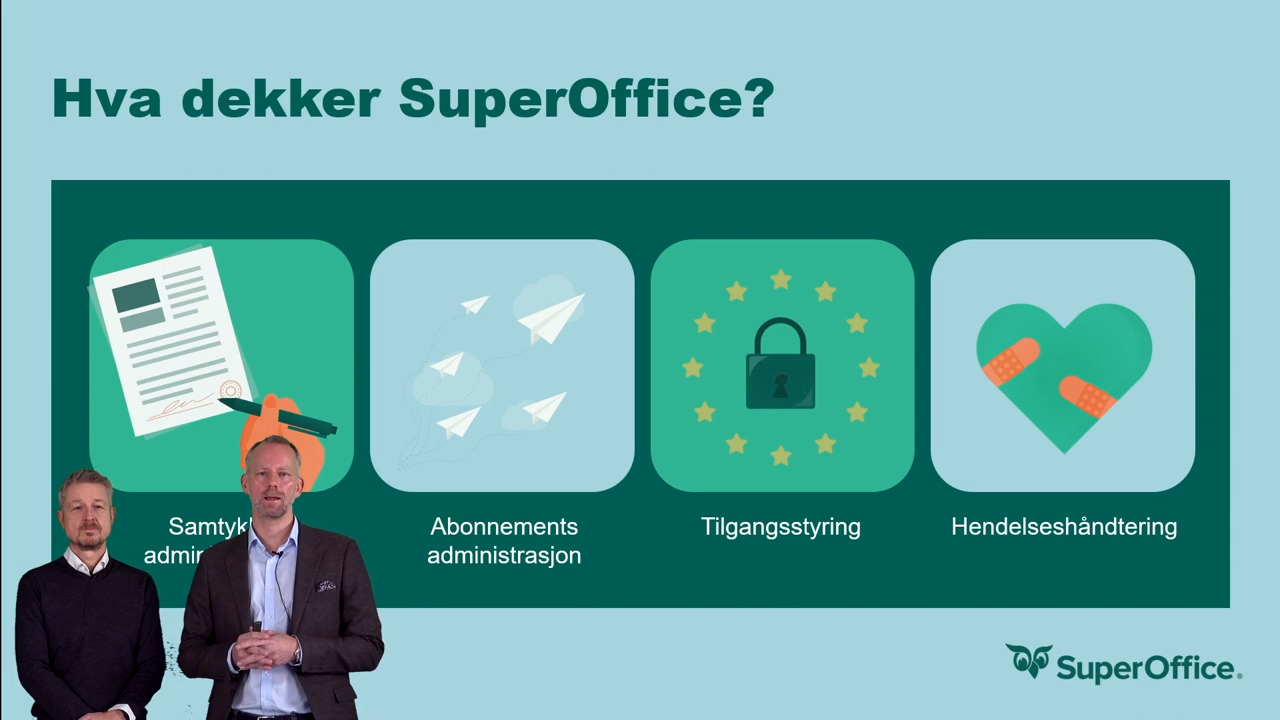 Hva dekker SuperOffice?
Abonnements
administrasjon
Tilgangsstyring
Hendelseshåndtering
SuperOffice